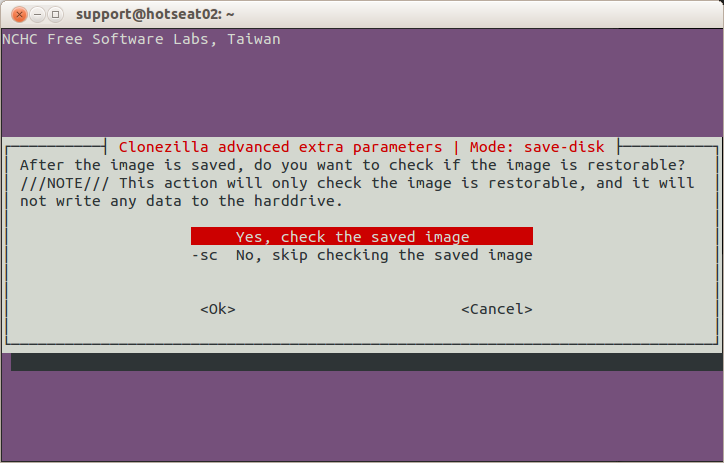 support@hotseat02: ~
NCHC Free Software Labs, Taiwan
Clonezilla advanced extra parameters | Mode: save-disk
After the image is saved, do you want to check if the image is restorable?
///NOTE/// This action will only check the image is restorable, and it will
not write any data to the harddrive.
Yes, check the saved image
-sc  No, skip checking the saved image
<Ok> <Cancel>